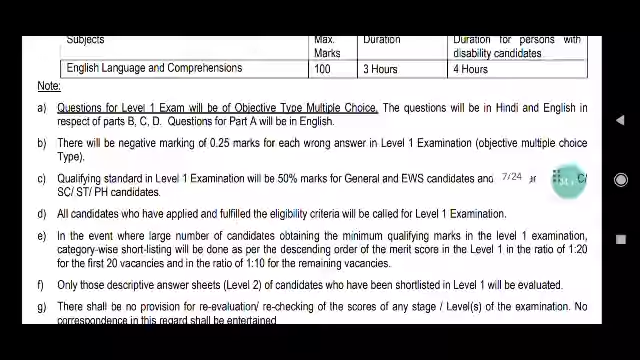 Subjects Max. Marks Duration Duration for persons with disability candidates
English Language and Comprehensions 100 3 Hours 4 Hours
Note:
a) Questions for Level 1 Exam will be of Objective Type Multiple Choice. The questions will be in Hindi and English in
respect of parts B, C, D. Questions for Part A will be in English.
b) There will be negative marking of 0.25 marks for each wrong answer in Level 1 Examination (objective multiple choice
Type).
c) Qualifying standard in Level 1 Examination will be 50% marks for General and EWS candidates and 7/24
SC/ ST/ PH candidates.
d) All candidates who have applied and fulfilled the eligibility criteria will be called for Level 1 Examination.
e) In the event where large number of candidates obtaining the minimum qualifying marks in the level 1 examination,
category-wise short-listing will be done as per the descending order of the merit score in the Level 1 in the ratio of 1:20
for the first 20 vacancies and in the ratio of 1:10 for the remaining vacancies.
f) Only those descriptive answer sheets (Level 2) of candidates who have been shortlisted in Level 1 will be evaluated.
g) There shall be no provision for re-evaluation/ re-checking of the scores of any stage / Level(s) of the examination. No
correspondence in this regard shall be entertained